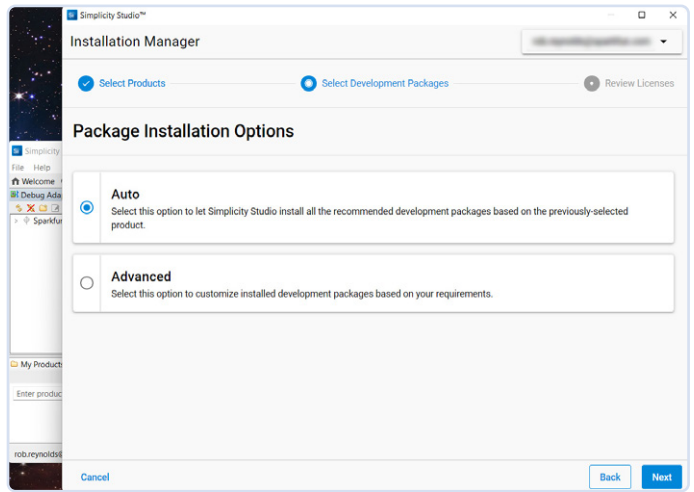 Simplicity Studio™
Installation Manager
Select Products
Select Development Packages
Review Licenses
Package Installation Options
Auto
Select this option to let Simplicity Studio install all the recommended development packages based on the previously-selected
product.
Advanced
Select this option to customize installed development packages based on your requirements.
Cancel
Back
Next
Simplicity
File Help
Welcome
Debug Ada
Sparkfu
My Product
Enter produc
rob.reynolds@